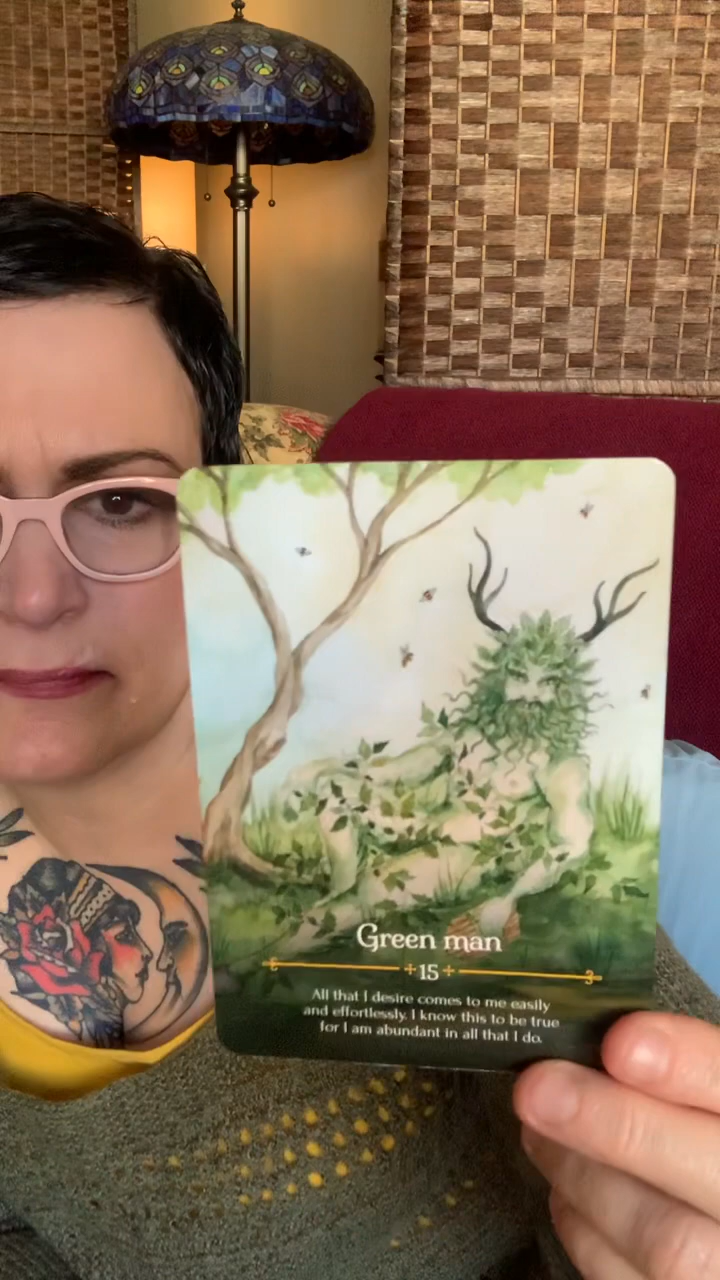 Green man
15
All that I desire comes to me easily
and effortlessly. I know this to be true
for I am abundant in all that I do.